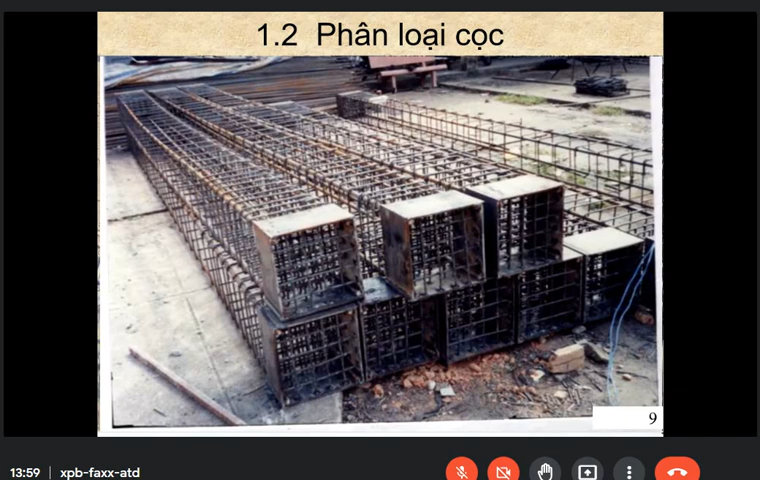 1.2 Phân loại cọc
9
13:59 | xpb-faxx-atd